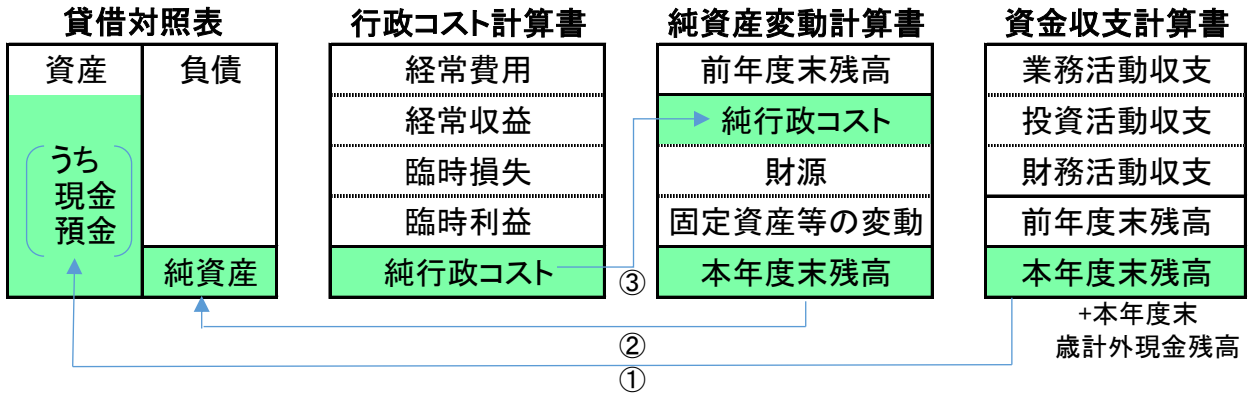 貸借対照表
資産
負債
うち
現金
預金
純資産
行政コスト計算書
経常費用
経常収益
臨時損失
臨時利益
純行政コスト
純資産変動計算書
前年度末残高
純行政コスト
財源
固定資産等の変動
本年度末残高
資金収支計算書
業務活動収支
投資活動収支
財務活動収支
前年度末残高
本年度末残高
+本年度末
歳計外現金残高
③
②
①